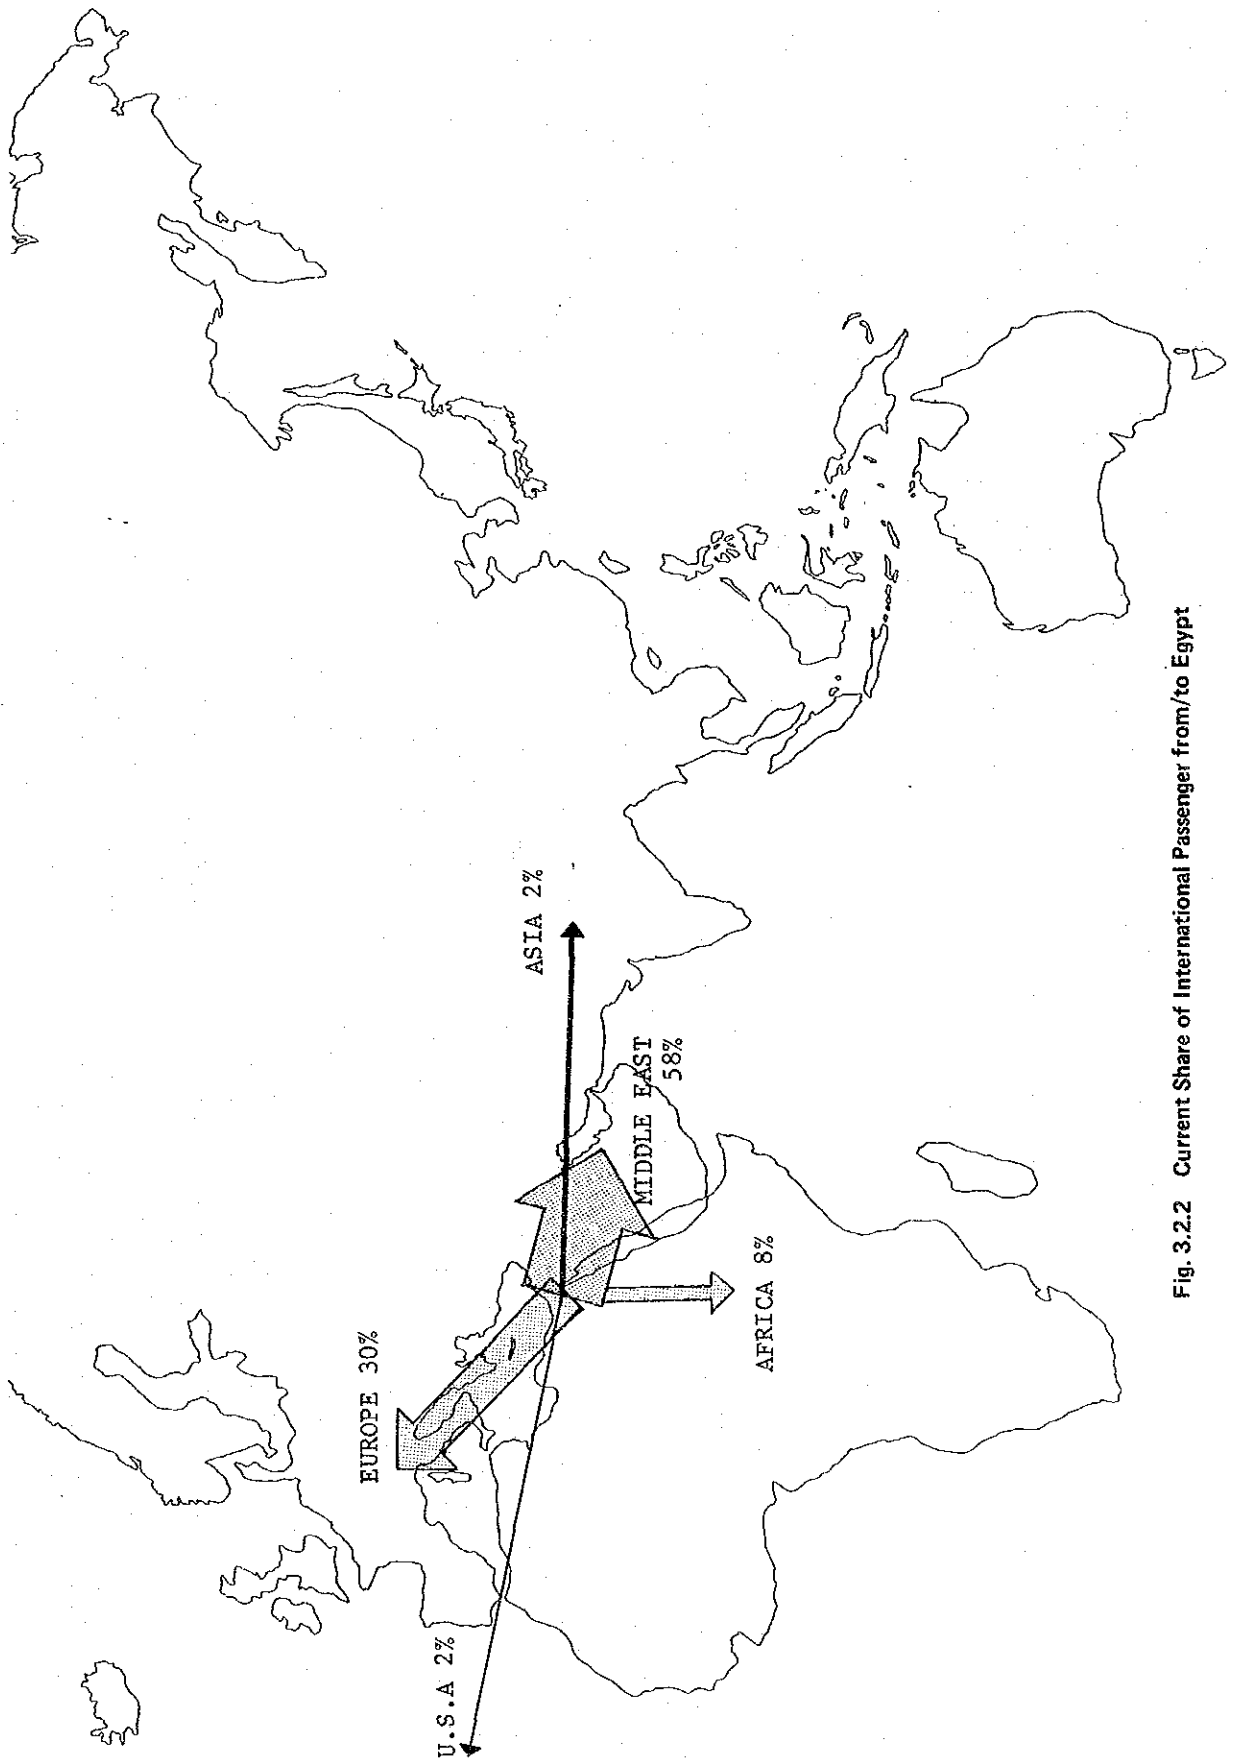 U.S.A 2%
EUROPE 30%
ASIA 2%
MIDDLE EAST
58%
AFRICA 8%
Fig. 3.2.2 Current Share of International Passenger from/to Egypt